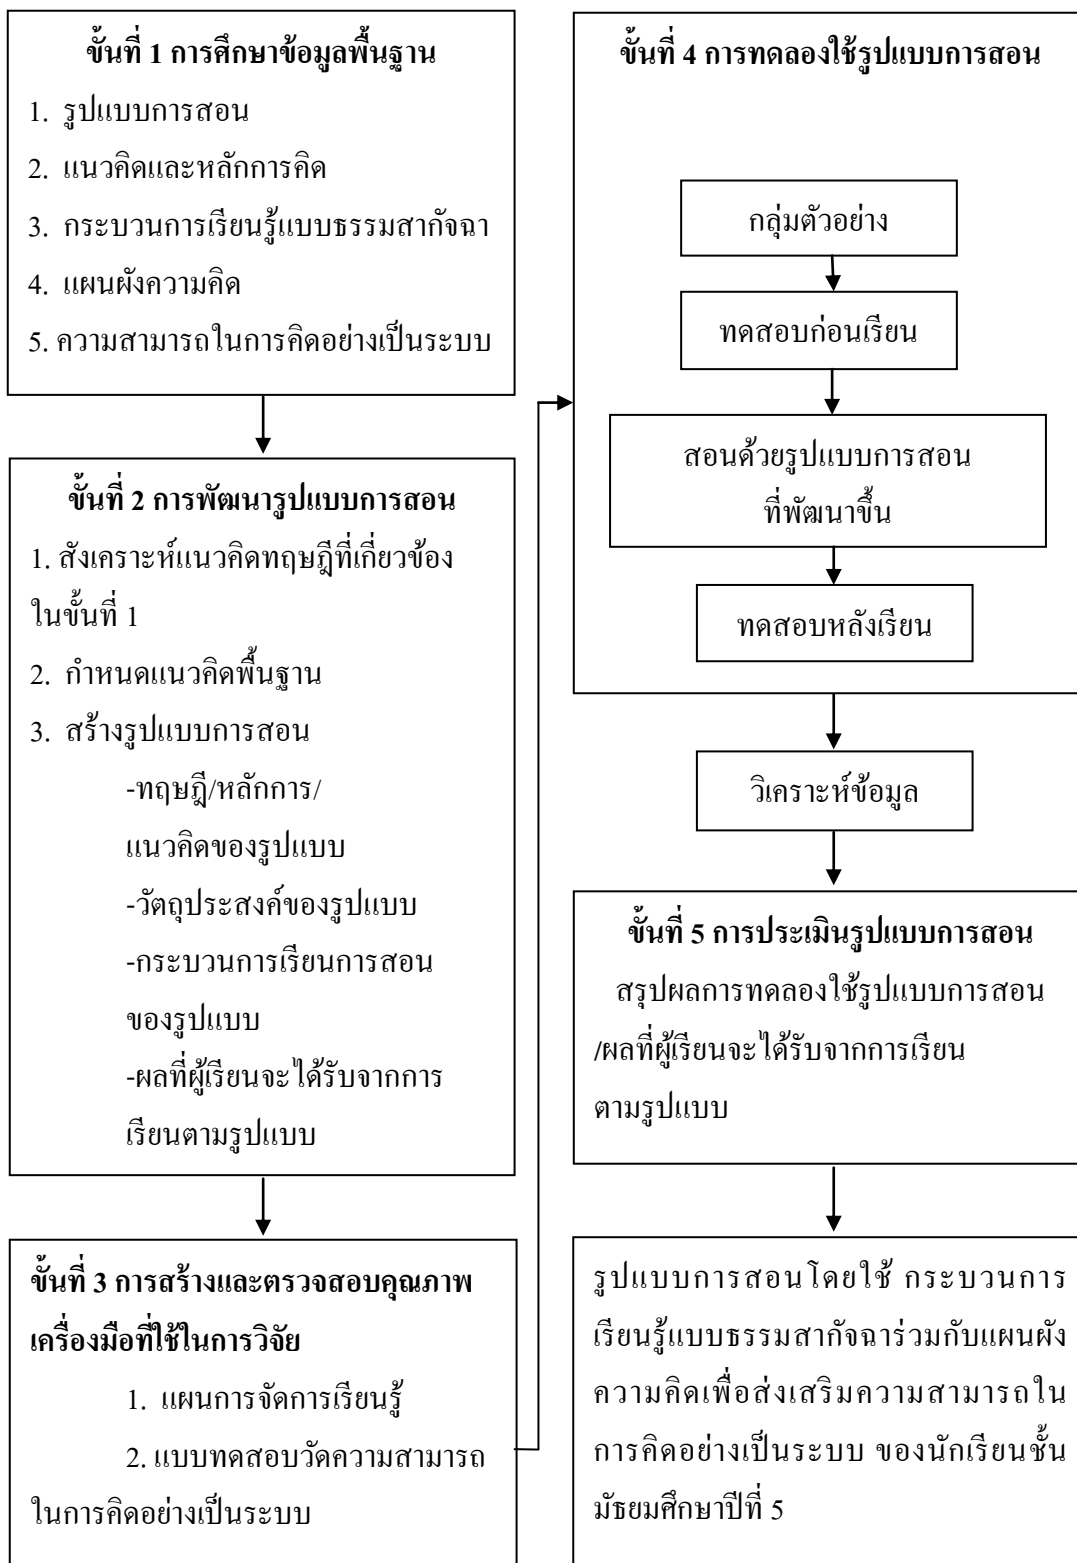 ขั้นที่ 1 การศึกษาข้อมูลพื้นฐาน
1. รูปแบบการสอน
2. แนวคิดและหลักการคิด
3. กระบวนการเรียนรู้แบบธรรมสากัจฉา
4. แผนผังความคิด
5. ความสามารถในการคิดอย่างเป็นระบบ
ขั้นที่ 2 การพัฒนารูปแบบการสอน
1. สังเคราะห์แนวคิดทฤษฎีที่เกี่ยวข้อง
ในขั้นที่ 1
2. กำหนดแนวคิดพื้นฐาน
3. สร้างรูปแบบการสอน
-ทฤษฎี/หลักการ/
แนวคิดของรูปแบบ
-วัตถุประสงค์ของรูปแบบ
-กระบวนการเรียนการสอน
ของรูปแบบ
-ผลที่ผู้เรียนจะได้รับจากการ
เรียนตามรูปแบบ
ขั้นที่ 3 การสร้างและตรวจสอบคุณภาพ
เครื่องมือที่ใช้ในการวิจัย
1. แผนการจัดการเรียนรู้
2. แบบทดสอบวัดความสามารถ
ในการคิดอย่างเป็นระบบ
ขั้นที่ 4 การทดลองใช้รูปแบบการสอน
กลุ่มตัวอย่าง
ทดสอบก่อนเรียน
สอนด้วยรูปแบบการสอน
ที่พัฒนาขึ้น
ทดสอบหลังเรียน
วิเคราะห์ข้อมูล
ขั้นที่ 5 การประเมินรูปแบบการสอน
สรุปผลการทดลองใช้รูปแบบการสอน
/ผลที่ผู้เรียนจะได้รับจากการเรียน
ตามรูปแบบ
รูปแบบการสอนโดยใช้ กระบวนการ
เรียนรู้แบบธรรมสากัจฉาร่วมกับแผนผัง
ความคิดเพื่อส่งเสริมความสามารถใน
การคิดอย่างเป็นระบบ ของนักเรียนชั้น
มัธยมศึกษาปีที่ 5